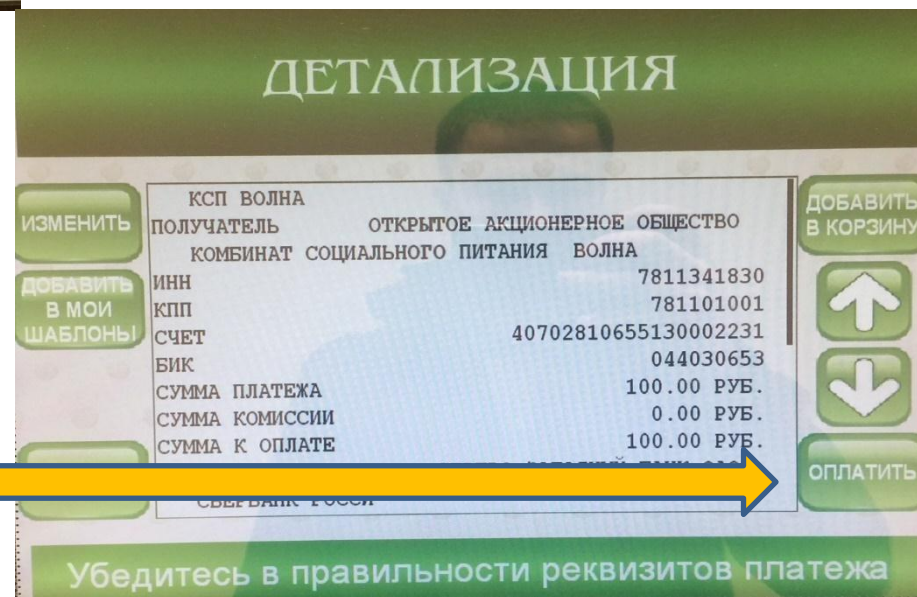 ДЕТАЛИЗАЦИЯ
ИЗМЕНИТЬ
ДОБАВИТЬ
В МОИ
ШАБЛОНЫ
КСП ВОЛНА
ПОЛУЧАТЕЛЬ ОТКРЫТОЕ АКЦИОНЕРНОЕ ОБЩЕСТВО
КОМБИНАТ СОЦИАЛЬНОГО ПИТАНИЯ ВОЛНА
ИНН 7811341830
КПП 781101001
СЧЕТ 40702810655130002231
БИК 044030653
СУММА ПЛАТЕЖА 100.00 РУБ.
СУММА КОМИССИИ 0.00 РУБ.
СУММА К ОПЛАТЕ 100.00 РУБ.
СБЕРБАНК РОССИ
ДОБАВИТЬ
В КОРЗИНУ
ОПЛАТИТЬ
Убедитесь в правильности реквизитов платежа